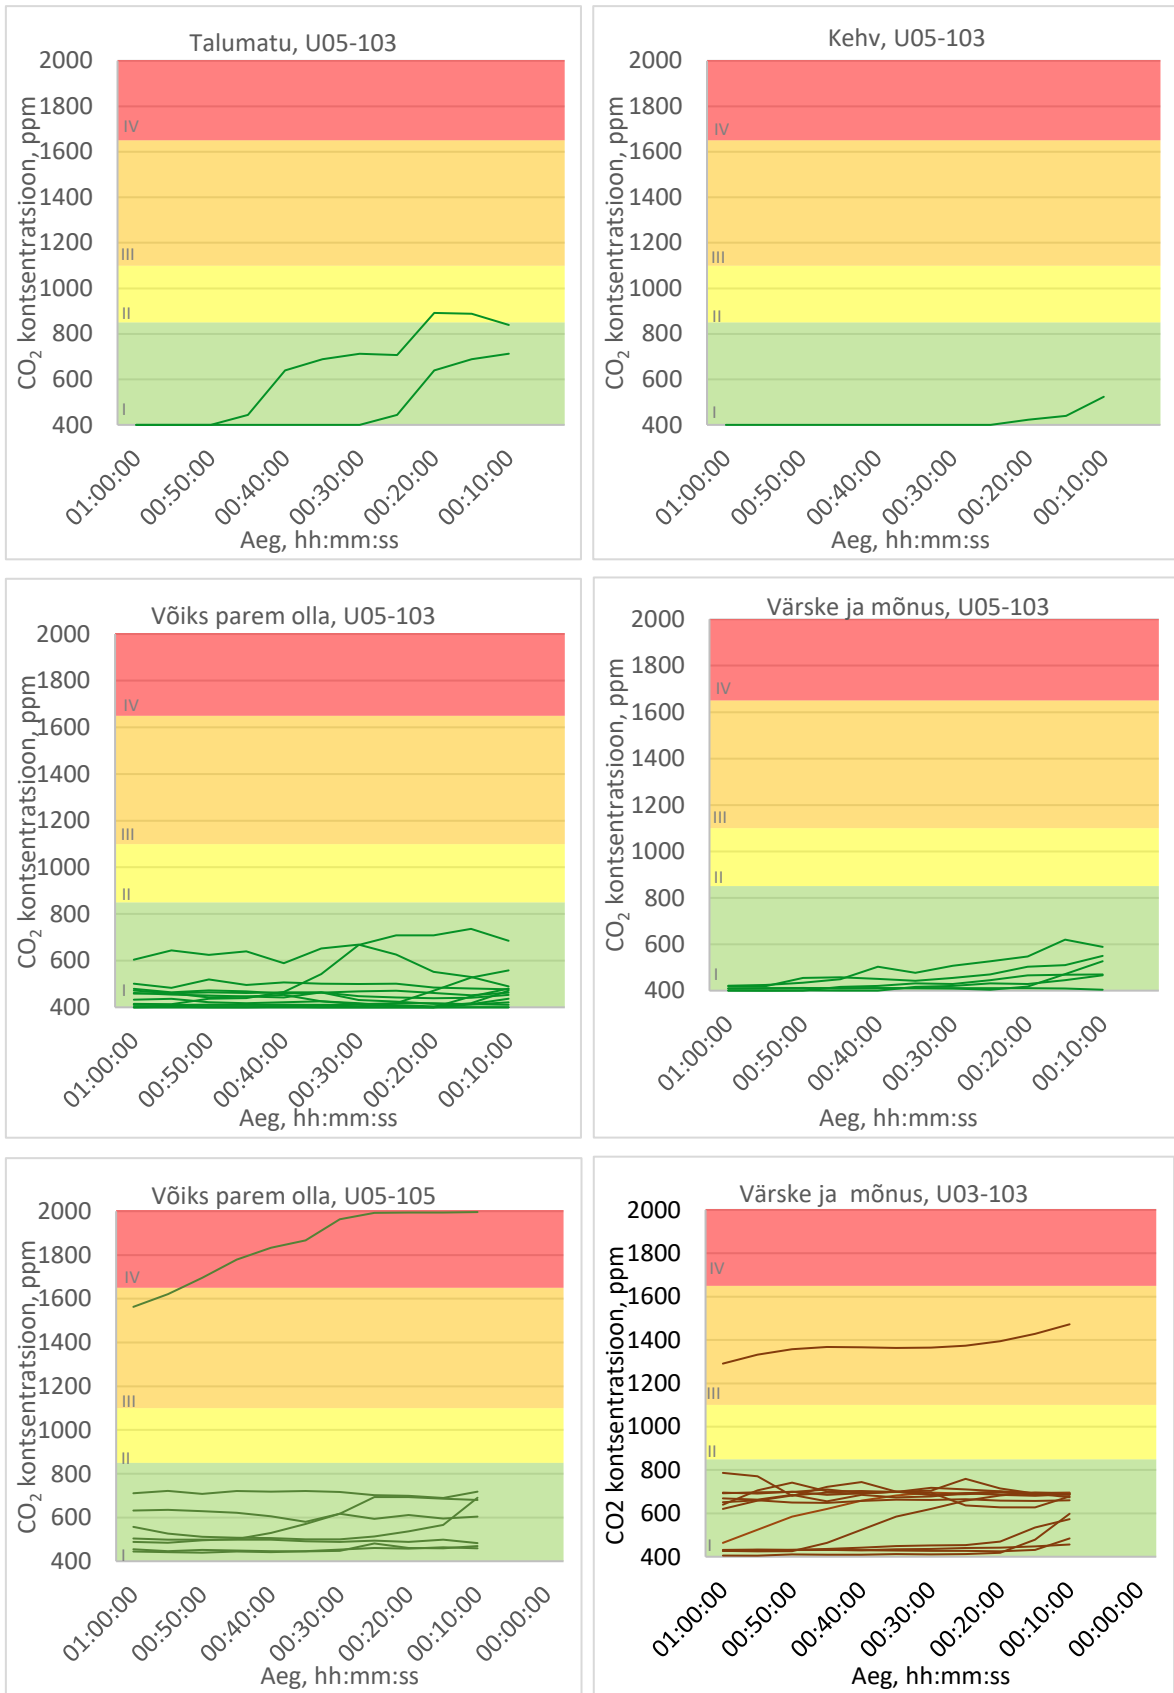 Talumatu, U05-103
CO2 kontsentratsioon, ppm
2000
1800
1600
1400
1200
1000
800
600
400
IV
III
II
I
01:00:00
00:50:00
00:40:00
00:30:00
00:20:00
00:10:00
Aeg, hh:mm:ss
Kehv, U05-103
CO2 kontsentratsioon, ppm
2000
1800
1600
1400
1200
1000
800
600
400
IV
III
II
I
01:00:00
00:50:00
00:40:00
00:30:00
00:20:00
00:10:00
Aeg, hh:mm:ss
Võiks parem olla, U05-103
CO2 kontsentratsioon, ppm
2000
1800
1600
1400
1200
1000
800
600
400
IV
III
II
I
01:00:00
00:50:00
00:40:00
00:30:00
00:20:00
00:10:00
Aeg, hh:mm:ss
Värske ja mõnus, U05-103
CO2 kontsentratsioon, ppm
2000
1800
1600
1400
1200
1000
800
600
400
IV
III
II
I
01:00:00
00:50:00
00:40:00
00:30:00
00:20:00
00:10:00
Aeg, hh:mm:ss
Võiks parem olla, U05-105
CO2 kontsentratsioon, ppm
2000
1800
1600
1400
1200
1000
800
600
400
IV
III
II
I
01:00:00
00:50:00
00:40:00
00:30:00
00:20:00
00:10:00
00:00:00
Aeg, hh:mm:ss
Värske ja  mõnus, U03-103
CO2 kontsentratsioon, ppm
2000
1800
1600
1400
1200
1000
800
600
400
IV
III
II
I
01:00:00
00:50:00
00:40:00
00:30:00
00:20:00
00:10:00
00:00:00
Aeg, hh:mm:ss